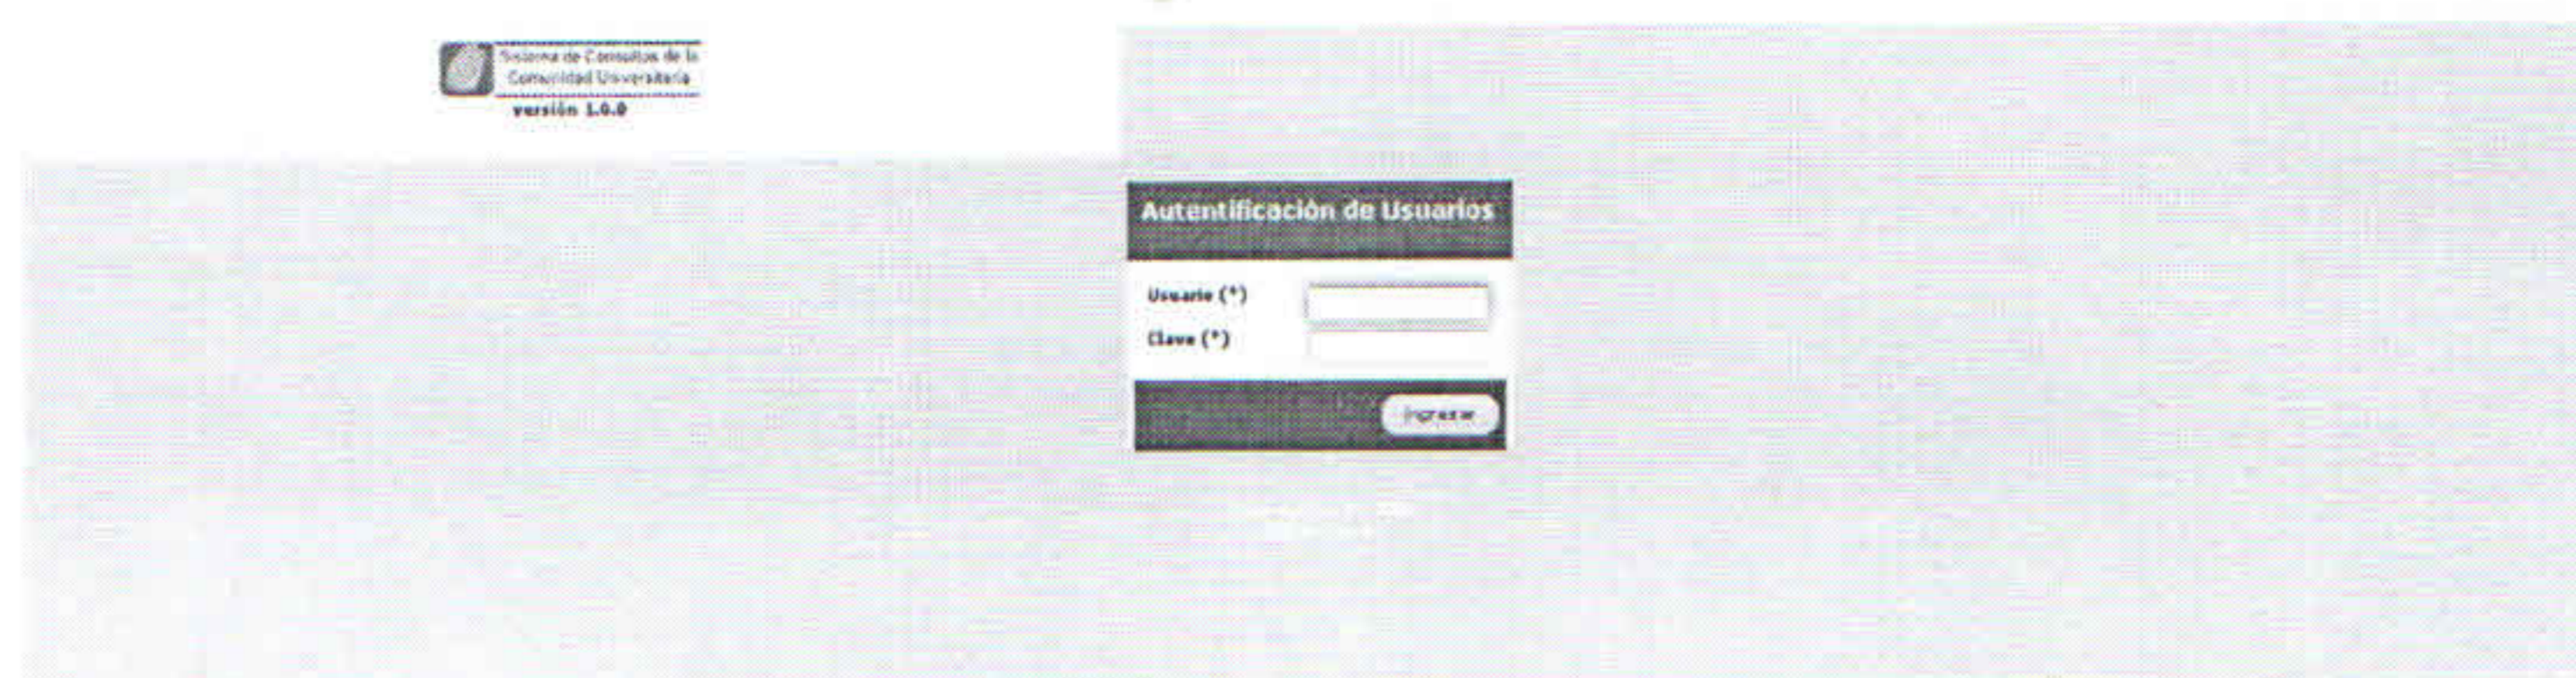 Sistema de Consultas de la
Comunidad Universitaria
versión 1.0.0
Autentificación de Usuarios
Usuario (*)
Clave (*)
Ingresar